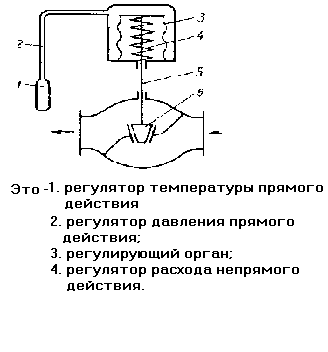 3
2
4
1
5
6
Это -1. регулятор температуры прямого
действия
2. регулятор давления прямого
действия;
3. регулирующий орган;
4. регулятор расхода непрямого
действия.